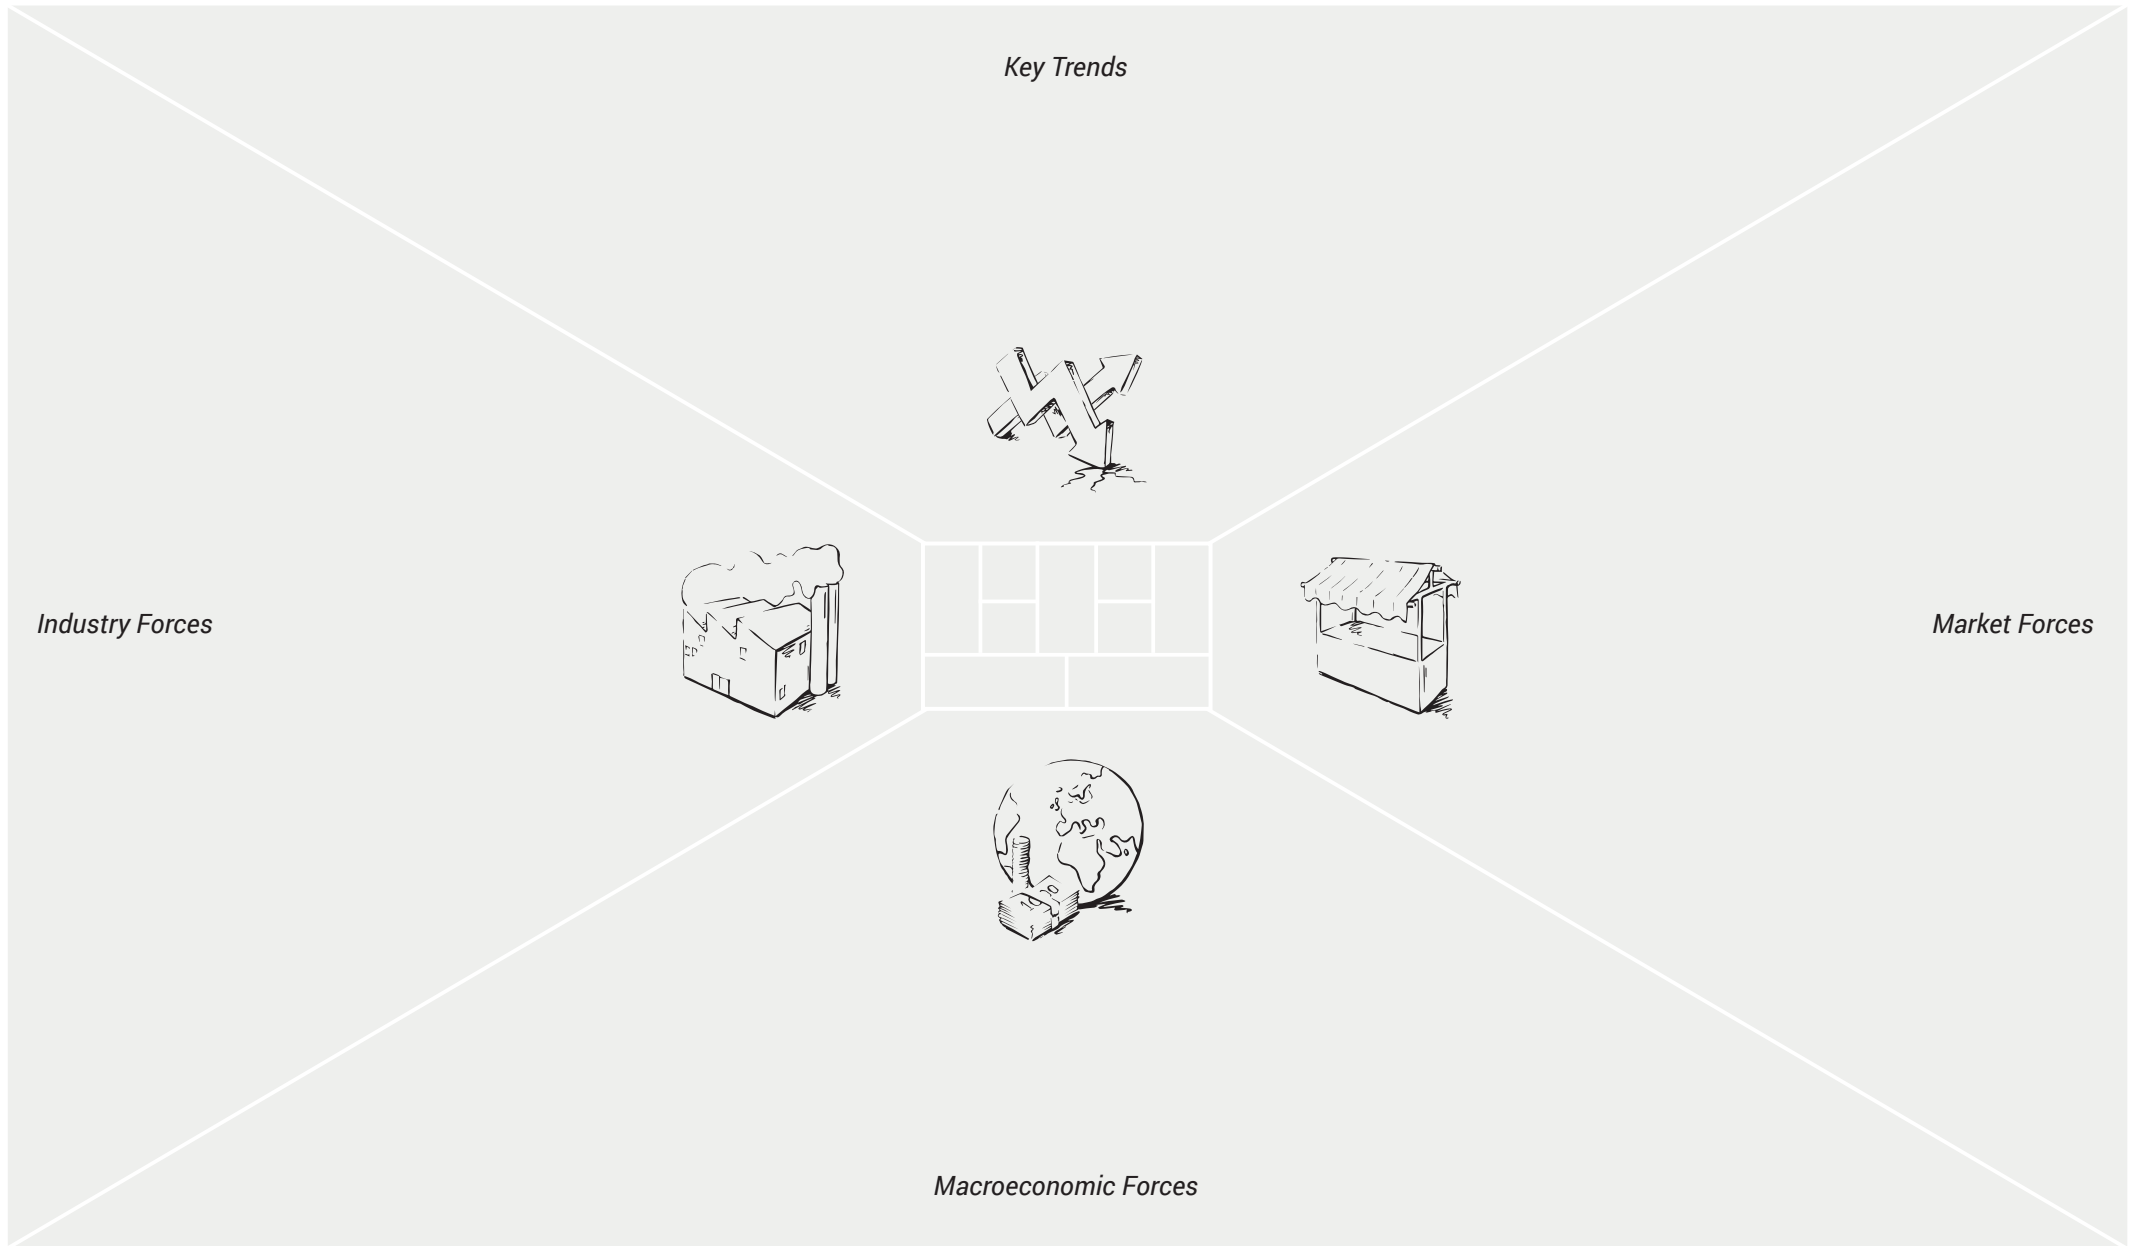 Key Trends
Industry Forces
Market Forces
Macroeconomic Forces